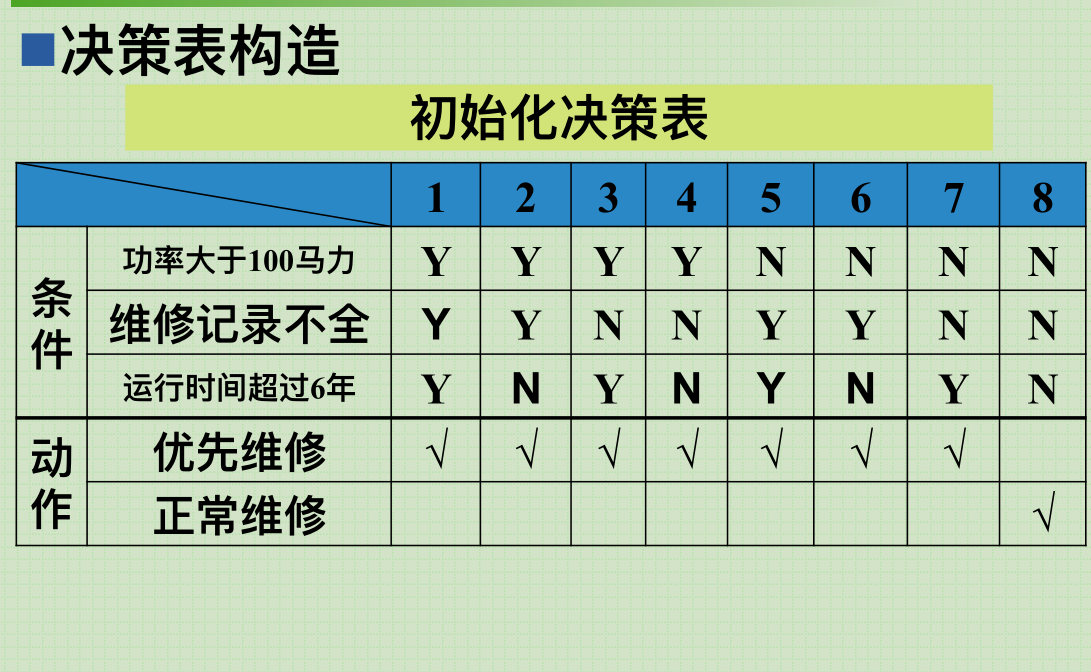 决策表构造
初始化决策表
1 2 3 4 5 6 7 8
条件
功率大于100马力 Y Y Y Y N N N N
维修记录不全 Y Y N N Y Y N N
运行时间超过6年 Y N Y N Y N Y N
动作
优先维修 √ √ √ √ √ √ √
正常维修 √